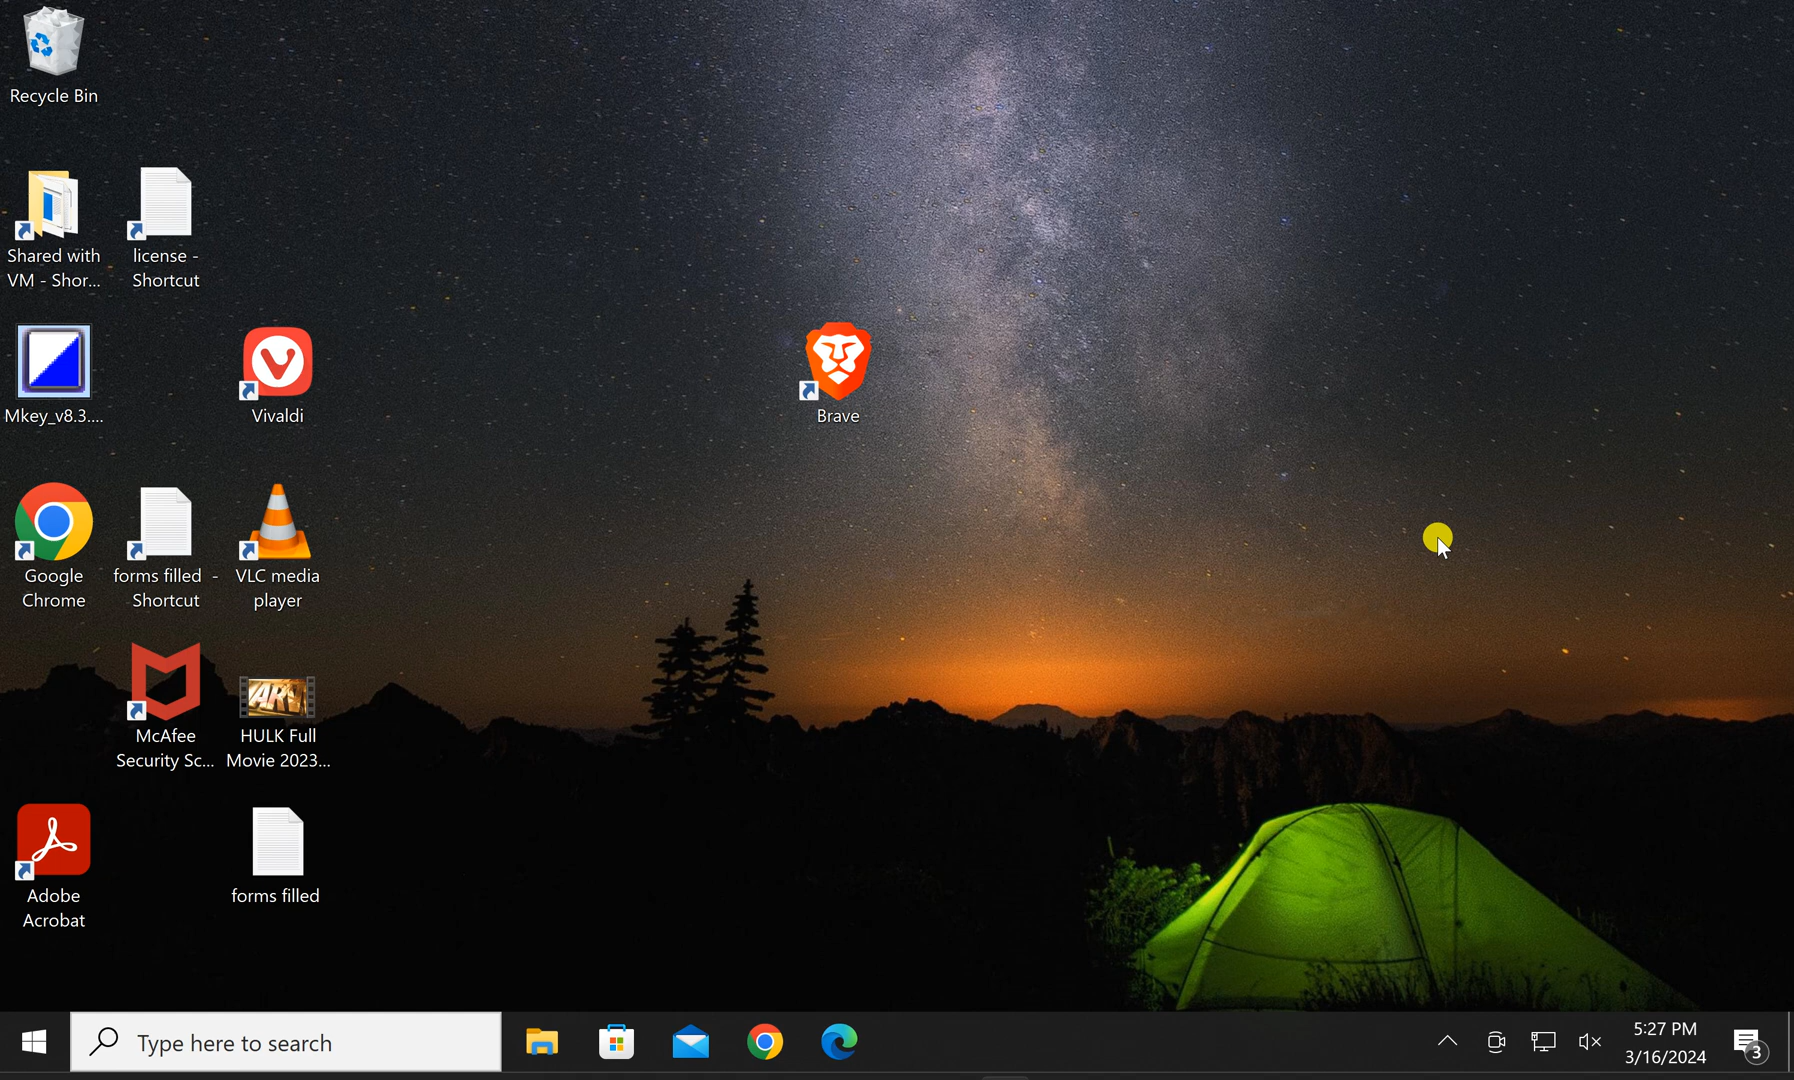 Recycle Bin
Shared with
VM - Shor...
license -
Shortcut
Mkey_v8.3....
Vivaldi
Brave
Google
Chrome
forms filled -
Shortcut
VLC media
player
McAfee
Security Sc...
ART
HULK Full
Movie 2023...
Adobe
Acrobat
forms filled
Type here to search
5:27 PM
3/16/2024
3